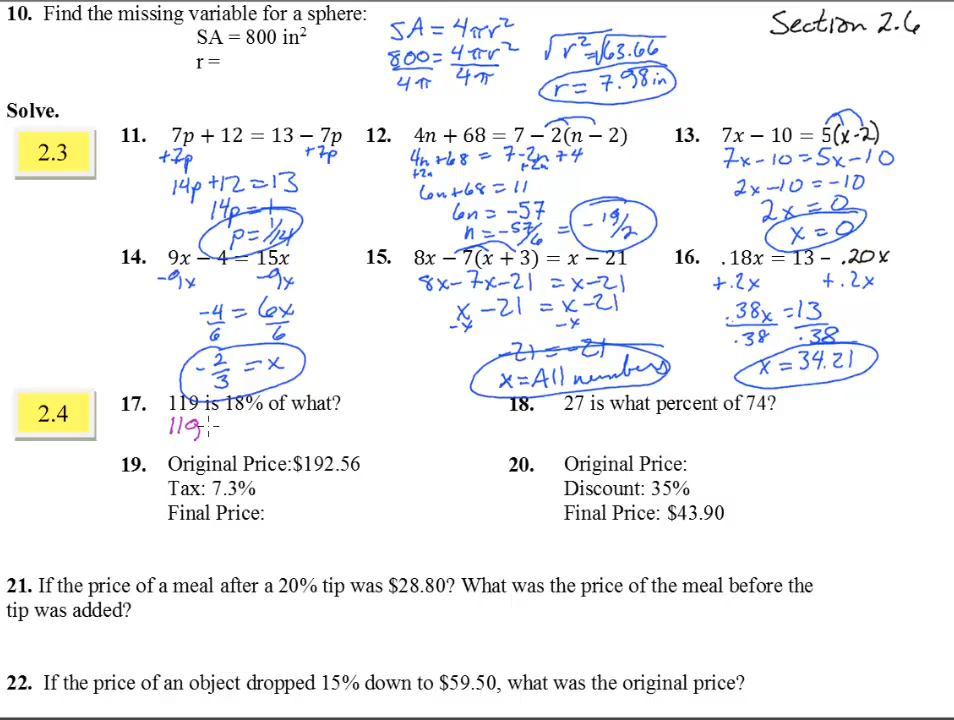 10. Find the missing variable for a sphere:
SA = 800 in²
r =
SA = 4πr²
800 = 4πr²
4π 4π
√r² = √63.66
r = 7.98in
Section 2.6
Solve.
2.3
11. 7p + 12 = 13 − 7p
+7p +7p
14p+12=13
14p = 1
p = 1/14
12. 4n + 68 = 7 − 2(n − 2)
4n+68 = 7-2n+4
+2n +2n
6n+68 = 11
6n = -57
n = -57/6 = -19/2
13. 7x − 10 = 5(x-2)
7x-10=5x-10
2x-10=-10
2x = 0
x = 0
14. 9x − 4 = 15x
-9x -9x
-4 = 6x
6 6
-2/3 = x
15. 8x − 7(x + 3) = x − 21
8x-7x-21 = x-21
x -21 = x-21
-x -x
-21 = -21
x=All numbers
16. .18x = 13 − .20x
+.2x +.2x
.38x = 13
.38 .38
x = 34.21
2.4
17. 119 is 18% of what?
119
18. 27 is what percent of 74?
19. Original Price:$192.56
Tax: 7.3%
Final Price:
20. Original Price:
Discount: 35%
Final Price: $43.90
21. If the price of a meal after a 20% tip was $28.80? What was the price of the meal before the
tip was added?
22. If the price of an object dropped 15% down to $59.50, what was the original price?